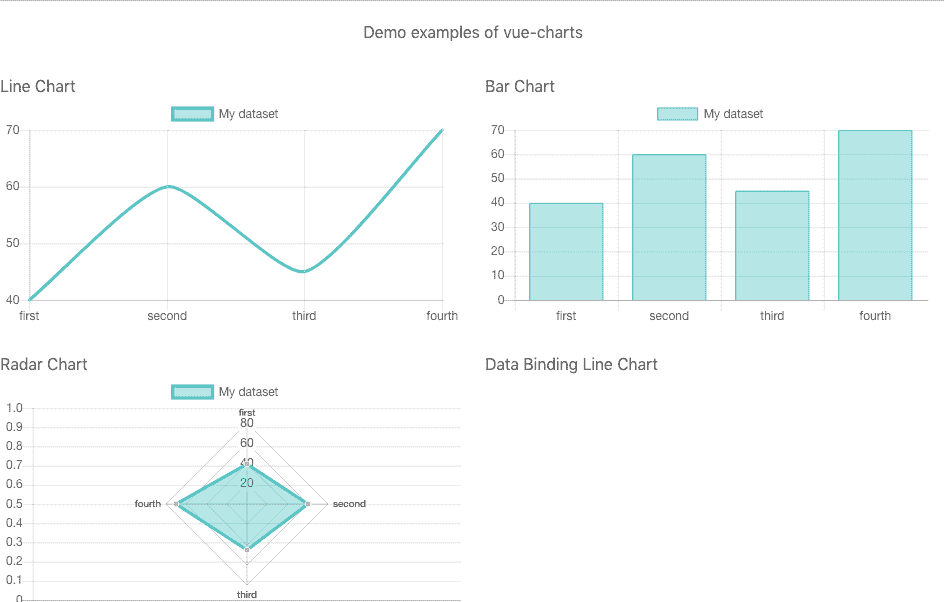 Demo examples of vue-charts
Line Chart
My dataset
70
60
50
40
first second third fourth
Bar Chart
My dataset
70
60
50
40
30
20
10
0
first second third fourth
Radar Chart
My dataset
1.0
0.9
0.8
0.7
0.6
0.5
0.4
0.3
0.2
0.1
0
first
80
60
40
20
fourth second
third
Data Binding Line Chart